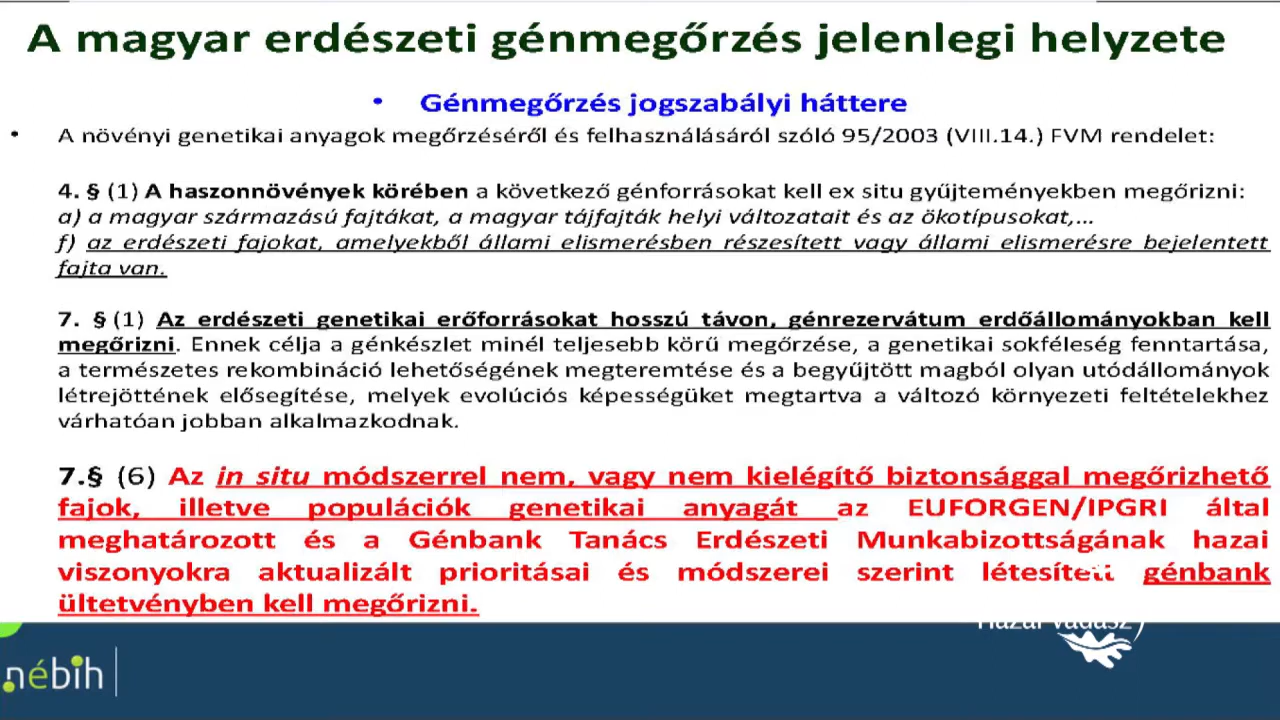 A magyar erdészeti génmegőrzés jelenlegi helyzete
• Génmegőrzés jogszabályi háttere
• A növényi genetikai anyagok megőrzéséről és felhasználásáról szóló 95/2003 (VIII.14.) FVM rendelet:
4. § (1) A haszonnövények körében a következő génforrásokat kell ex situ gyűjteményekben megőrizni:
a) a magyar származású fajtákat, a magyar tájfajták helyi változatait és az ökotípusokat,...
f) az erdészeti fajokat, amelyekből állami elismerésben részesített vagy állami elismerésre bejelentett
fajta van.
7. § (1) Az erdészeti genetikai erőforrásokat hosszú távon, génrezervátum erdőállományokban kell
megőrizni. Ennek célja a génkészlet minél teljesebb körű megőrzése, a genetikai sokféleség fenntartása,
a természetes rekombináció lehetőségének megteremtése és a begyűjtött magból olyan utódállományok
létrejöttének elősegítése, melyek evolúciós képességüket megtartva a változó környezeti feltételekhez
várhatóan jobban alkalmazkodnak.
7.§ (6) Az in situ módszerrel nem, vagy nem kielégítő biztonsággal megőrizhető
fajok, illetve populációk genetikai anyagát az EUFORGEN/IPGRI által
meghatározott és a Génbank Tanács Erdészeti Munkabizottságának hazai
viszonyokra aktualizált prioritásai és módszerei szerint létesített génbank
ültetvényben kell megőrizni.
Hazai vadász
nébih